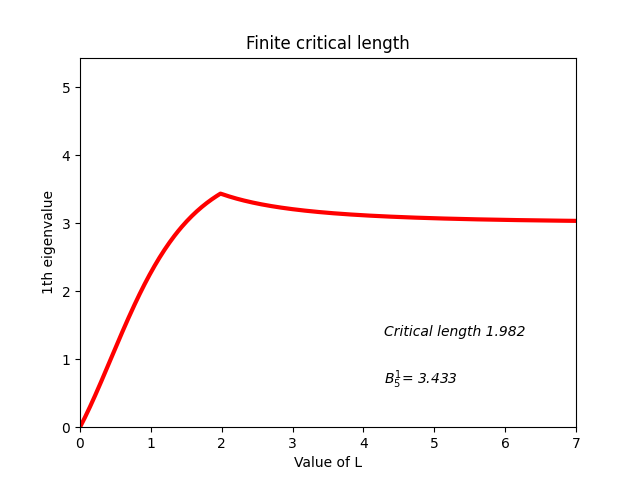 Finite critical length
5
4
3
2
1
0
1th eigenvalue
Critical length 1.982
$B_5^1$= 3.433
0 1 2 3 4 5 6 7
Value of L